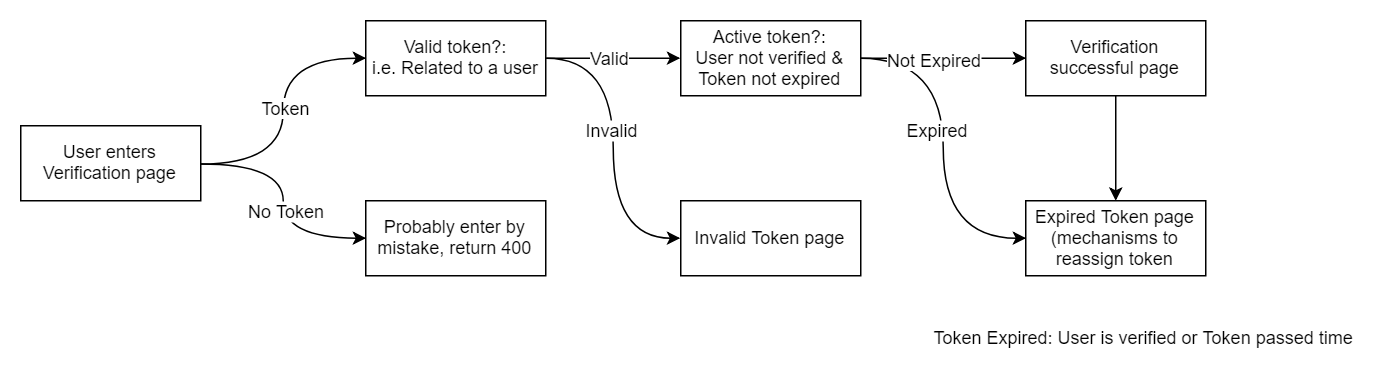 User enters
Verification page
Token
No Token
Valid token?:
i.e. Related to a user
Probably enter by
mistake, return 400
Valid
Invalid
Active token?:
User not verified &
Token not expired
Invalid Token page
Not Expired
Expired
Verification
successful page
Expired Token page
(mechanisms to
reassign token
Token Expired: User is verified or Token passed time